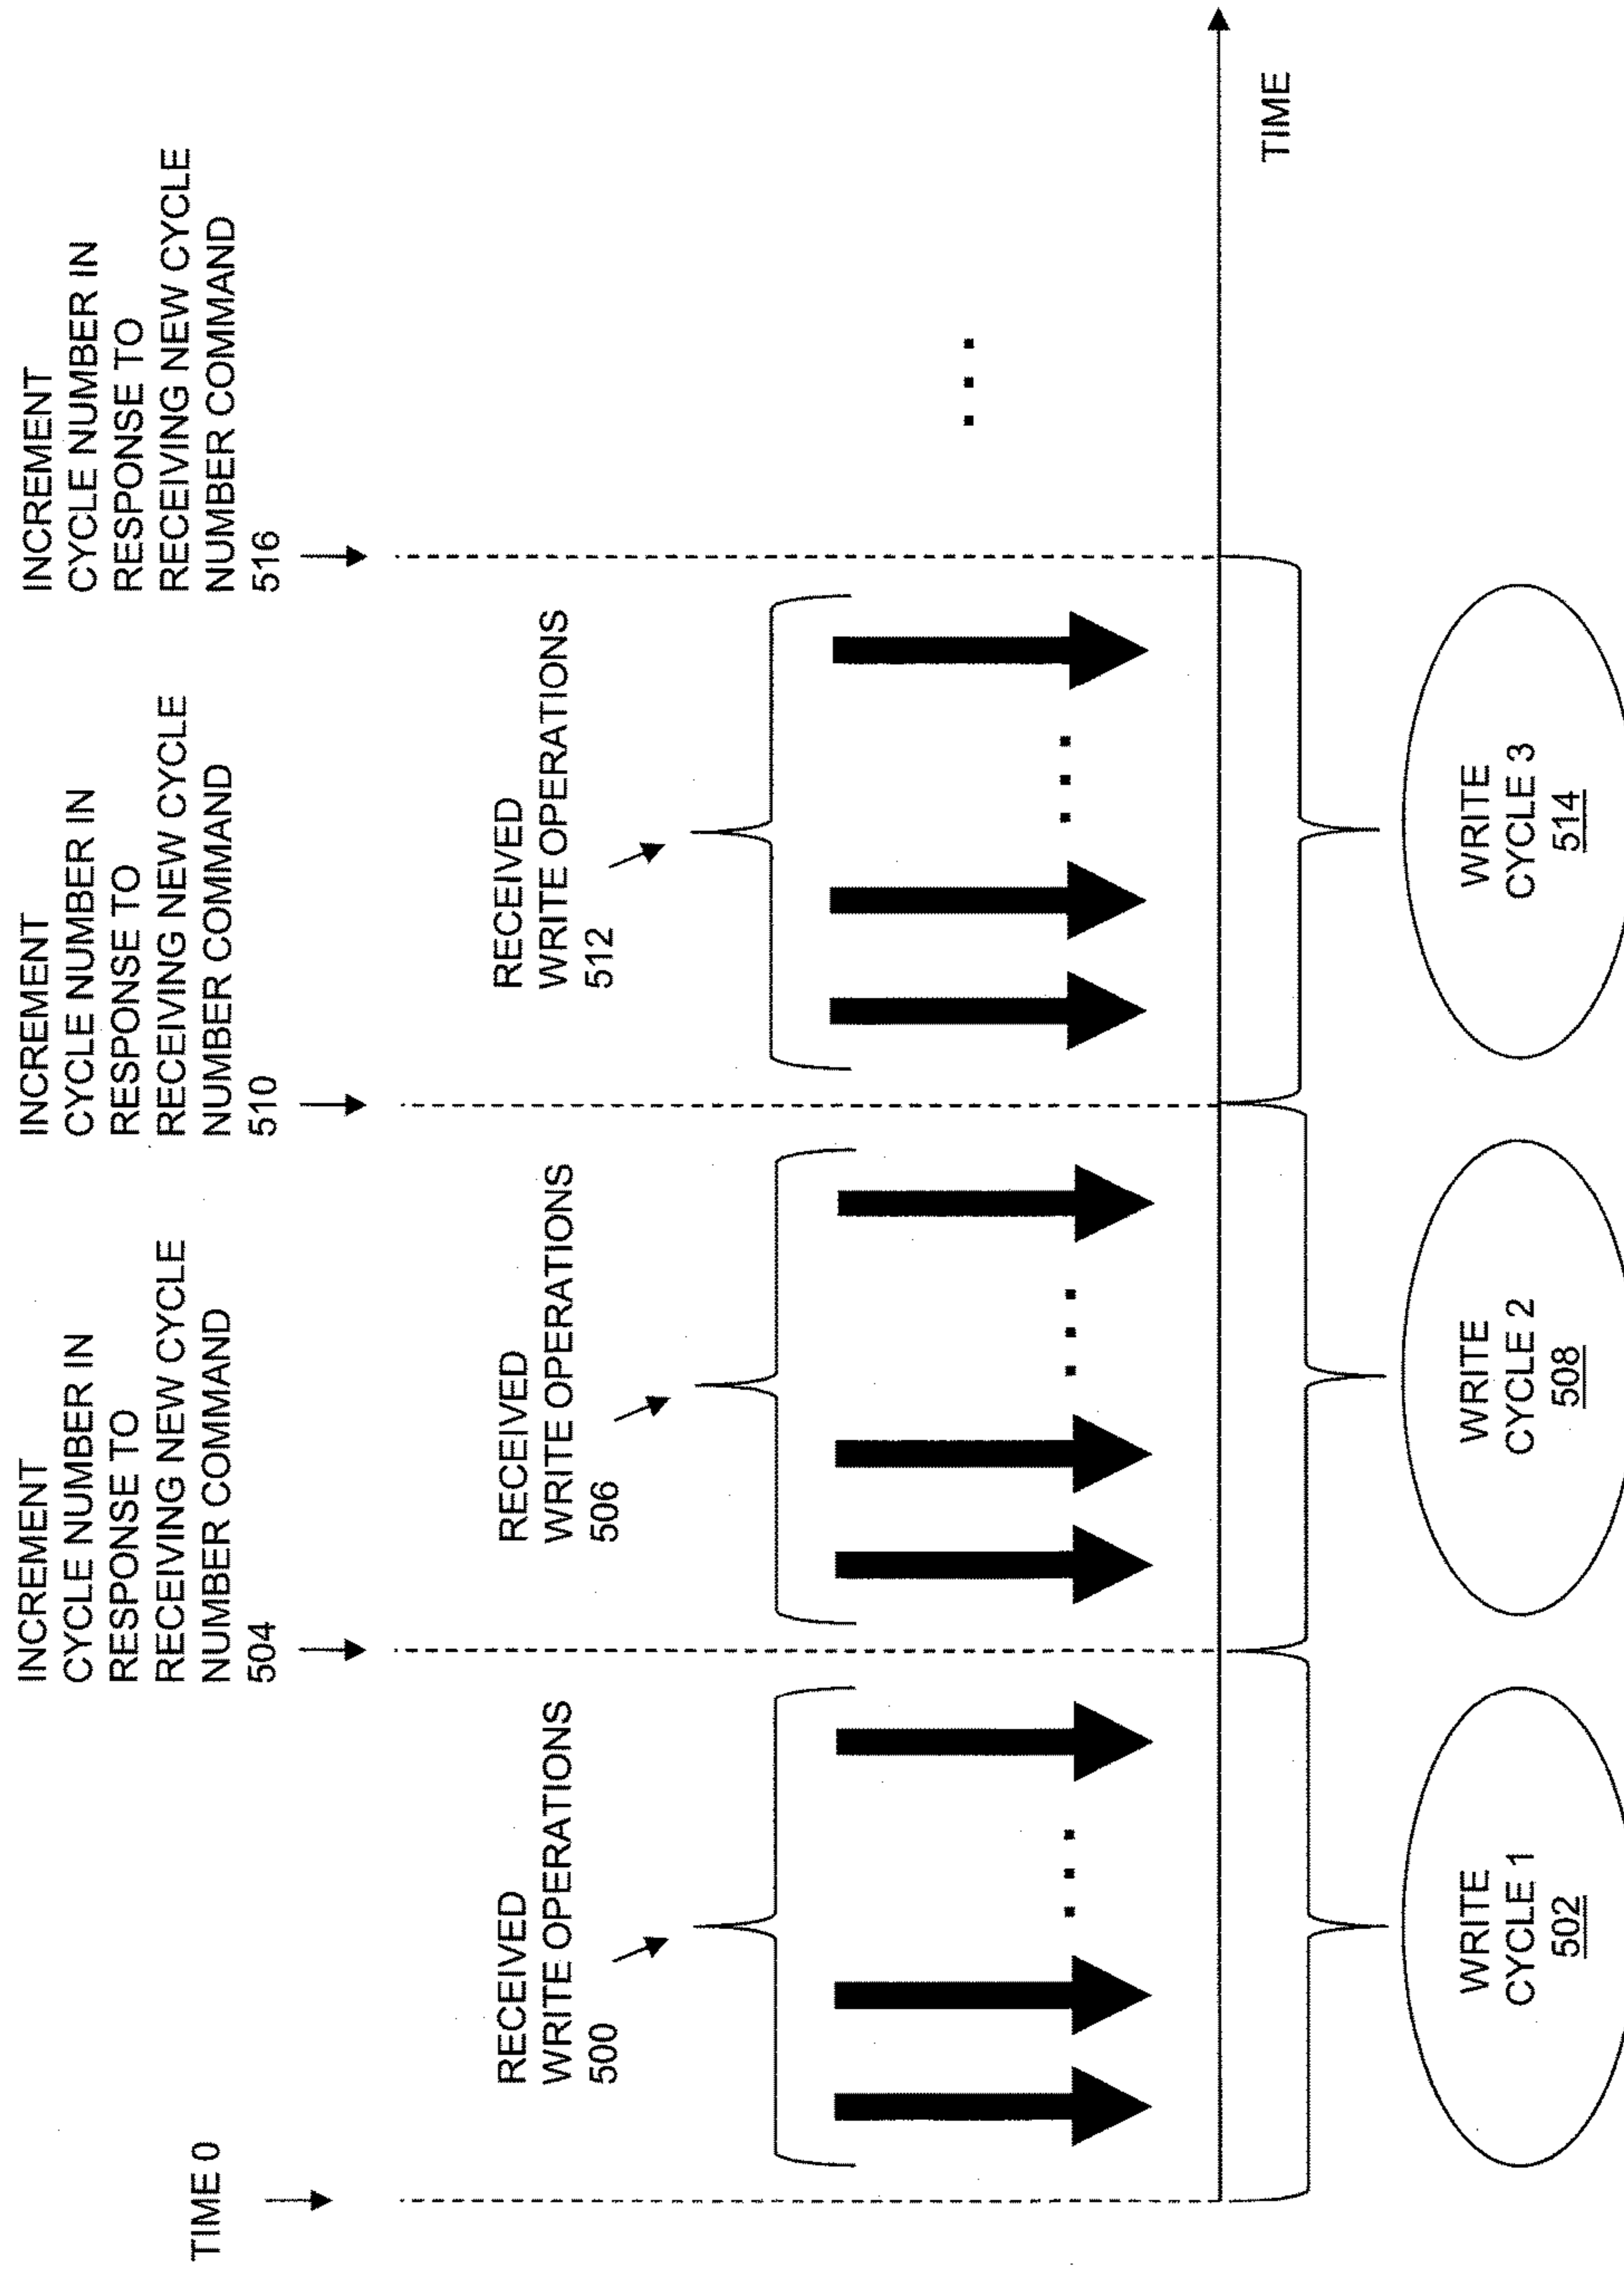 TIME 0
INCREMENT
CYCLE NUMBER IN
RESPONSE TO
RECEIVING NEW CYCLE
NUMBER COMMAND
504
INCREMENT
CYCLE NUMBER IN
RESPONSE TO
RECEIVING NEW CYCLE
NUMBER COMMAND
510
INCREMENT
CYCLE NUMBER IN
RESPONSE TO
RECEIVING NEW CYCLE
NUMBER COMMAND
516
RECEIVED
WRITE OPERATIONS
500
RECEIVED
WRITE OPERATIONS
506
RECEIVED
WRITE OPERATIONS
512
TIME
WRITE
CYCLE 1
502
WRITE
CYCLE 2
508
WRITE
CYCLE 3
514